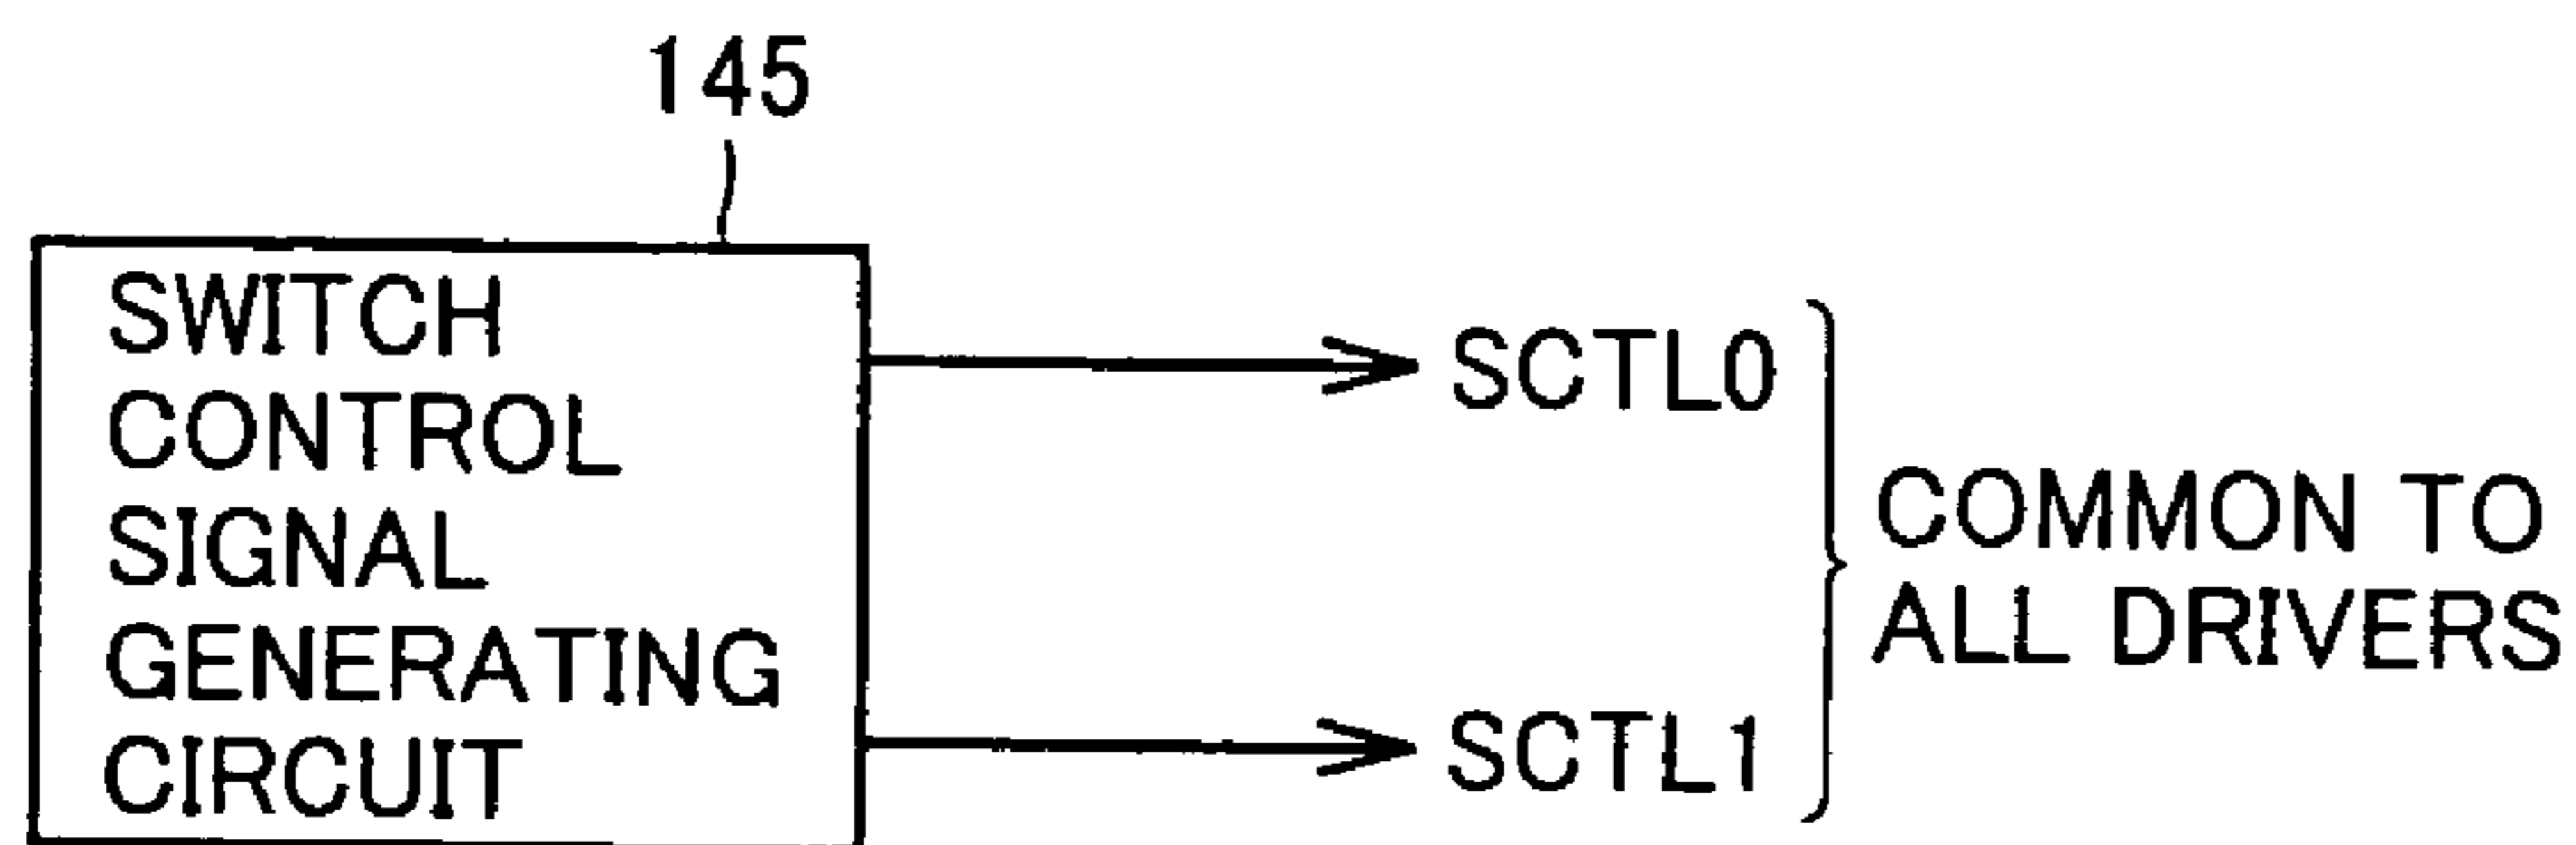 145
SWITCH
CONTROL
SIGNAL
GENERATING
CIRCUIT
SCTL0
SCTL1
COMMON TO
ALL DRIVERS